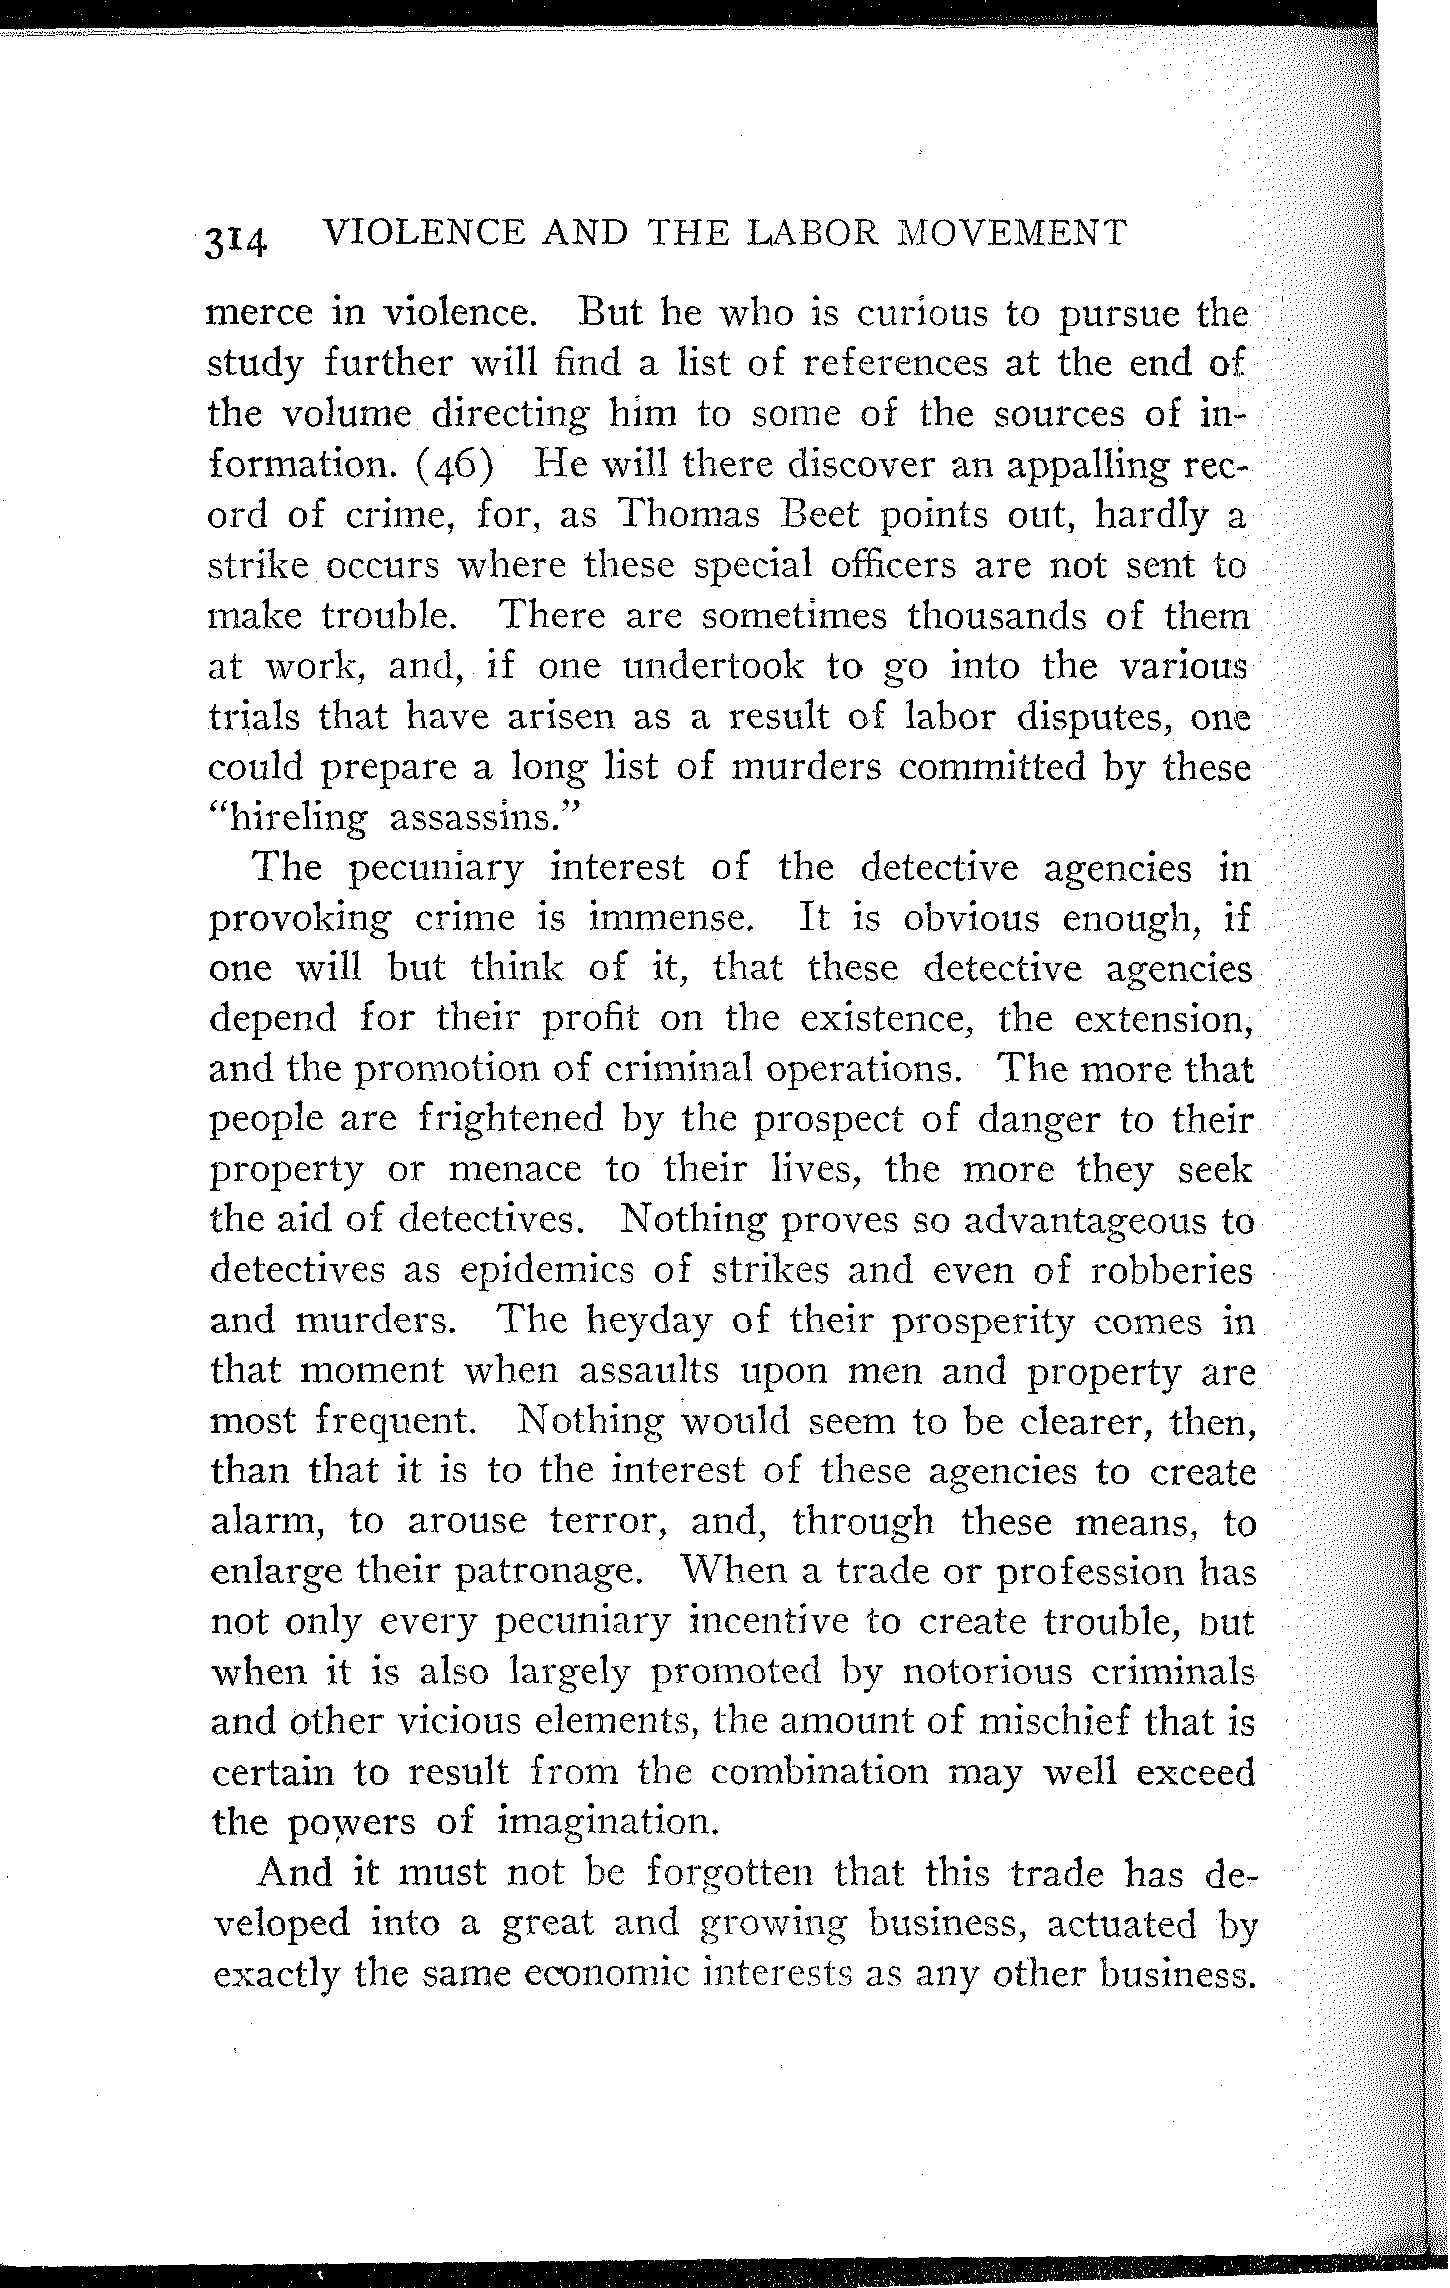 314 VIOLENCE AND THE LABOR MOVEMENT
merce in violence. But he who is curious to pursue the
study further will find a list of references at the end of
the volume directing him to some of the sources of in-
formation. (46) He will there discover an appalling rec-
ord of crime, for, as Thomas Beet points out, hardly a
strike occurs where these special officers are not sent to
make trouble. There are sometimes thousands of them
at work, and, if one undertook to go into the various
trials that have arisen as a result of labor disputes, one
could prepare a long list of murders committed by these
"hireling assassins."
The pecuniary interest of the detective agencies in
provoking crime is immense. It is obvious enough, if
one will but think of it, that these detective agencies
depend for their profit on the existence, the extension,
and the promotion of criminal operations. The more that
people are frightened by the prospect of danger to their
property or menace to their lives, the more they seek
the aid of detectives. Nothing proves so advantageous to
detectives as epidemics of strikes and even of robberies
and murders. The heyday of their prosperity comes in
that moment when assaults upon men and property are
most frequent. Nothing would seem to be clearer, then,
than that it is to the interest of these agencies to create
alarm, to arouse terror, and, through these means, to
enlarge their patronage. When a trade or profession has
not only every pecuniary incentive to create trouble, but
when it is also largely promoted by notorious criminals
and other vicious elements, the amount of mischief that is
certain to result from the combination may well exceed
the powers of imagination.
And it must not be forgotten that this trade has de-
veloped into a great and growing business, actuated by
exactly the same economic interests as any other business.